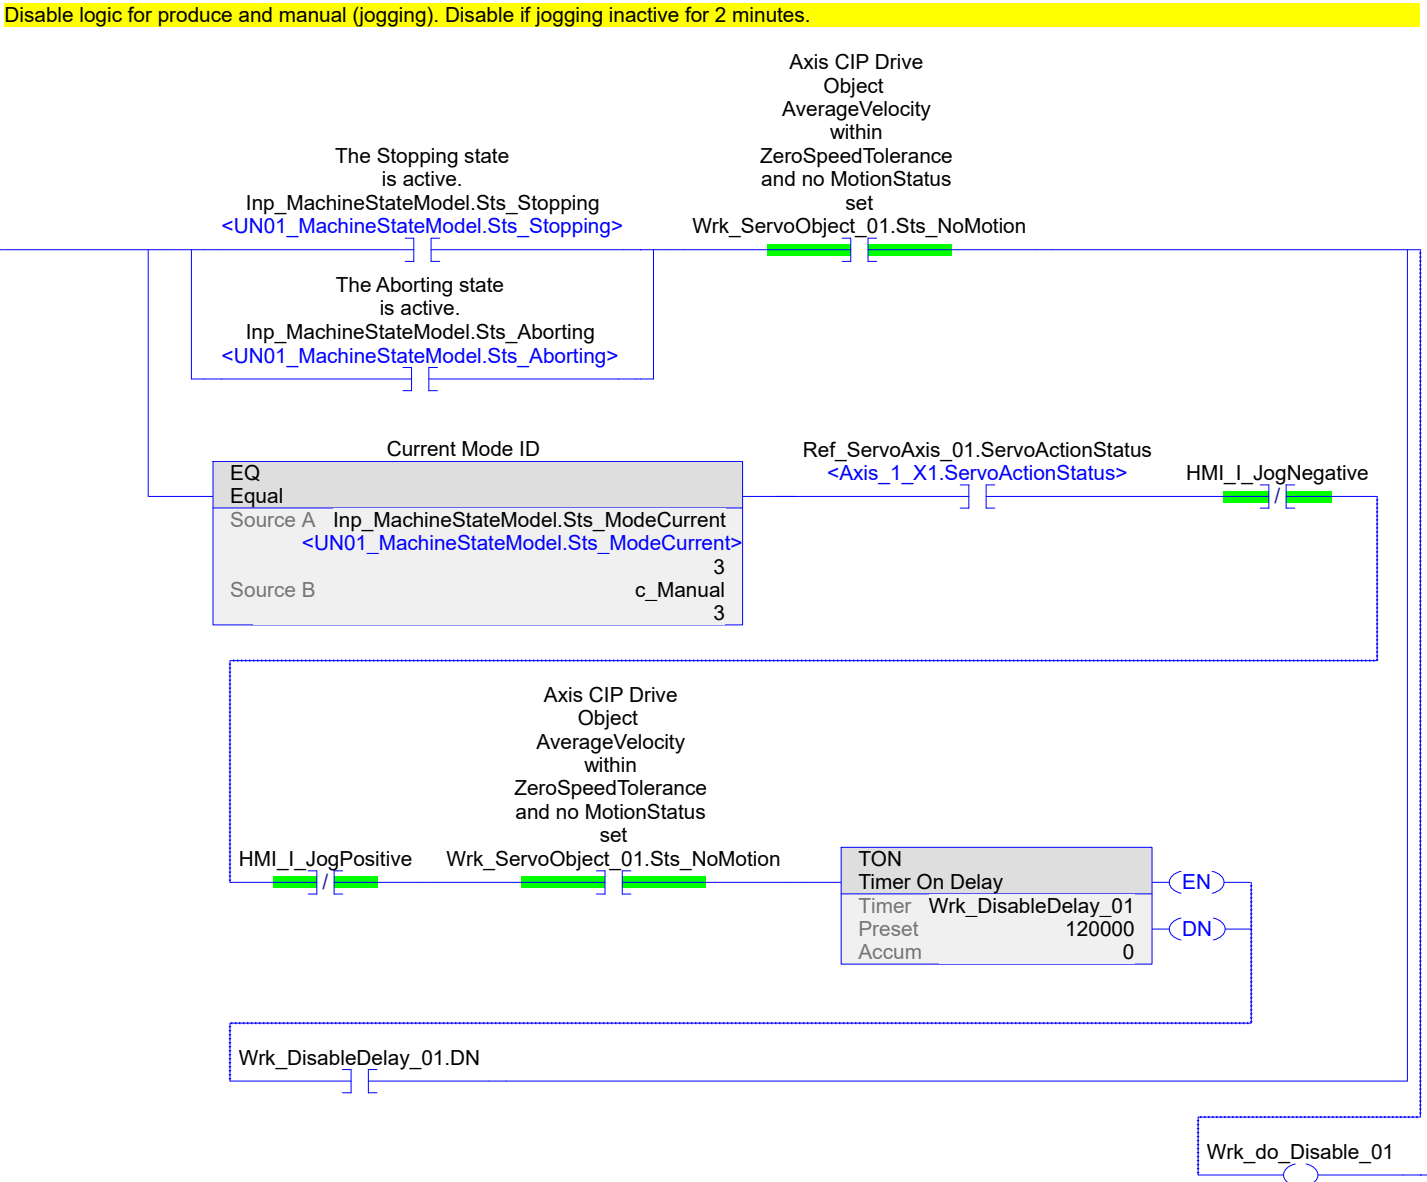 Disable logic for produce and manual (jogging). Disable if jogging inactive for 2 minutes.
The Stopping state
is active.
Inp_MachineStateModel.Sts_Stopping
<UN01_MachineStateModel.Sts_Stopping>
Axis CIP Drive
Object
AverageVelocity
within
ZeroSpeedTolerance
and no MotionStatus
set
Wrk_ServoObject_01.Sts_NoMotion
The Aborting state
is active.
Inp_MachineStateModel.Sts_Aborting
<UN01_MachineStateModel.Sts_Aborting>
Current Mode ID
EQ
Equal
Source A Inp_MachineStateModel.Sts_ModeCurrent
<UN01_MachineStateModel.Sts_ModeCurrent>
3
Source B c_Manual
3
Ref_ServoAxis_01.ServoActionStatus
<Axis_1_X1.ServoActionStatus>
HMI_I_JogNegative
/
HMI_I_JogPositive
/
Axis CIP Drive
Object
AverageVelocity
within
ZeroSpeedTolerance
and no MotionStatus
set
Wrk_ServoObject_01.Sts_NoMotion
TON
Timer On Delay
Timer Wrk_DisableDelay_01
Preset 120000
Accum 0
EN
DN
Wrk_DisableDelay_01.DN
Wrk_do_Disable_01